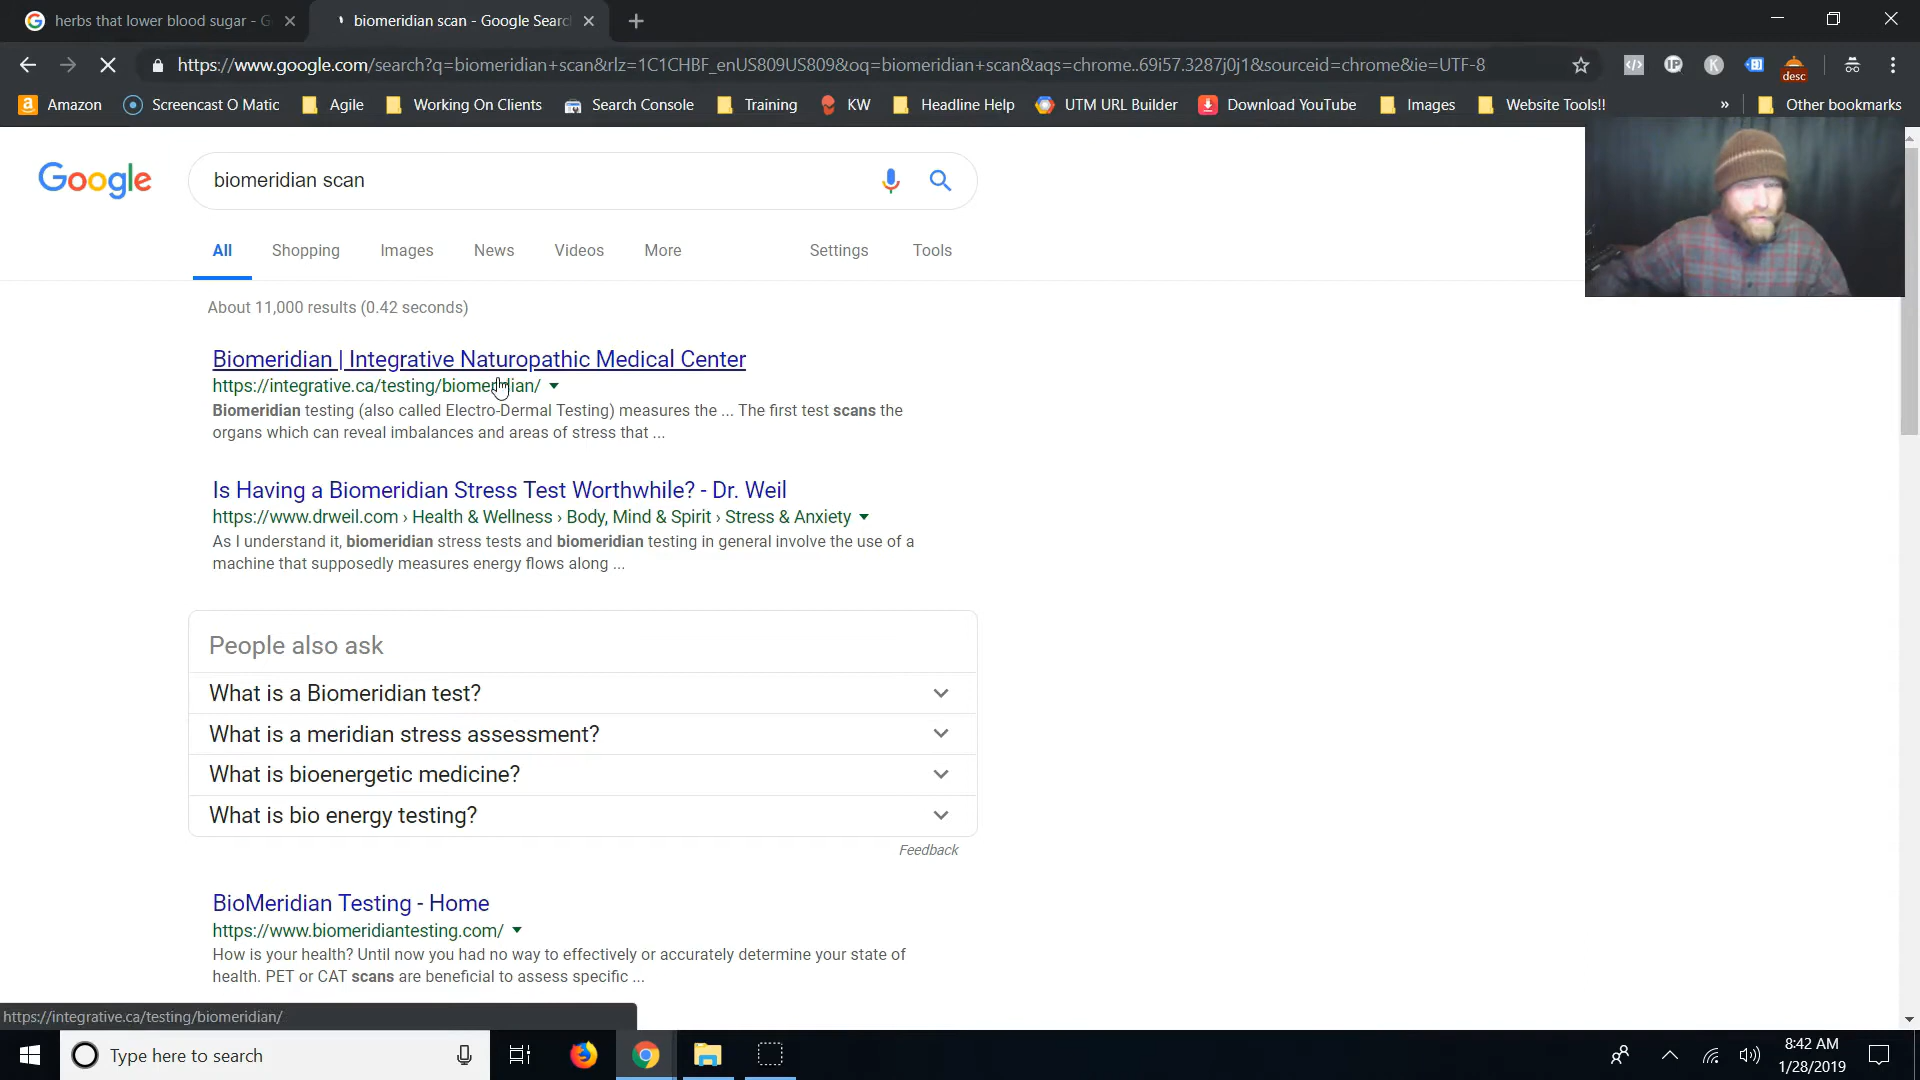 herbs that lower blood sugar - G
biomeridian scan - Google Searc
https://www.google.com/search?q=biomeridian+scan&rlz=1C1CHBF_enUS809US809&oq=biomeridian+scan&aqs=chrome..69i57.3287j0j1&sourceid=chrome&ie=UTF-8
desc
Amazon Screencast O Matic Agile Working On Clients Search Console Training KW Headline Help UTM URL Builder Download YouTube Images Website Tools!! » Other bookmarks
Google
biomeridian scan
All Shopping Images News Videos More Settings Tools
About 11,000 results (0.42 seconds)
Biomeridian | Integrative Naturopathic Medical Center
https://integrative.ca/testing/biomeridian/
Biomeridian testing (also called Electro-Dermal Testing) measures the ... The first test scans the
organs which can reveal imbalances and areas of stress that ...
Is Having a Biomeridian Stress Test Worthwhile? - Dr. Weil
https://www.drweil.com › Health & Wellness › Body, Mind & Spirit › Stress & Anxiety
As I understand it, biomeridian stress tests and biomeridian testing in general involve the use of a
machine that supposedly measures energy flows along ...
People also ask
What is a Biomeridian test?
What is a meridian stress assessment?
What is bioenergetic medicine?
What is bio energy testing?
Feedback
BioMeridian Testing - Home
https://www.biomeridiantesting.com/
How is your health? Until now you had no way to effectively or accurately determine your state of
health. PET or CAT scans are beneficial to assess specific ...
https://integrative.ca/testing/biomeridian/
Type here to search
8:42 AM
1/28/2019